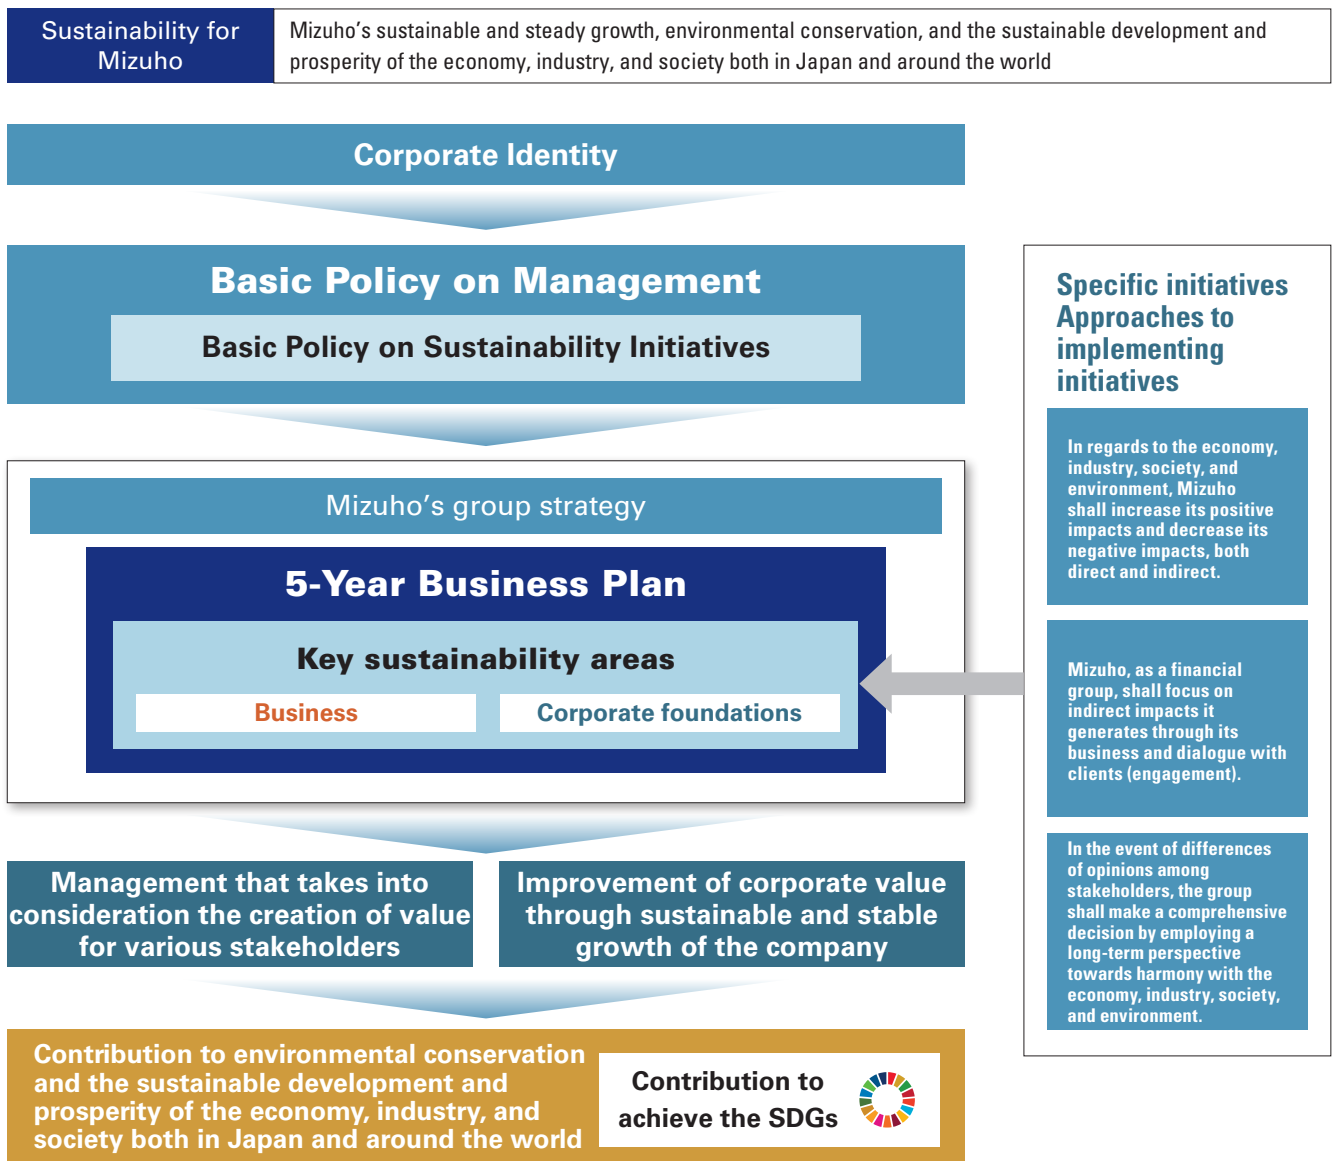 Sustainability for
Mizuho
Mizuho's sustainable and steady growth, environmental conservation, and the sustainable development and
prosperity of the economy, industry, and society both in Japan and around the world
Corporate Identity
Basic Policy on Management
Basic Policy on Sustainability Initiatives
Mizuho's group strategy
5-Year Business Plan
Key sustainability areas
Business
Corporate foundations
Specific initiatives
Approaches to
implementing
initiatives
In regards to the economy,
industry, society, and
environment, Mizuho
shall increase its positive
impacts and decrease its
negative impacts, both
direct and indirect.
Mizuho, as a financial
group, shall focus on
indirect impacts it
generates through its
business and dialogue with
clients (engagement).
In the event of differences
of opinions among
stakeholders, the group
shall make a comprehensive
decision by employing a
long-term perspective
towards harmony with the
economy, industry, society,
and environment.
Management that takes into
consideration the creation of value
for various stakeholders
Improvement of corporate value
through sustainable and stable
growth of the company
Contribution to environmental conservation
and the sustainable development and
prosperity of the economy, industry, and
society both in Japan and around the world
Contribution to
achieve the SDGs